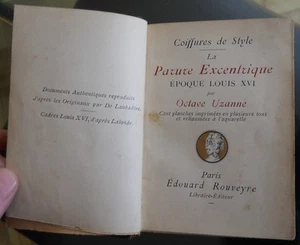 Documents Authentiques reproduits
d'après les Originaux par De Lanradin
Cadres Louis XVI, d'après Lalonde
Coiffures de Style
La
Parure Excentrique
EPOQUE LOUIS XVI
par
Octave Uzanne
Cent planches imprimées en plusieurs tons
et rehaussées à l'aquarelle
Paris
Édouard Rouveyre
Libraire-Éditeur